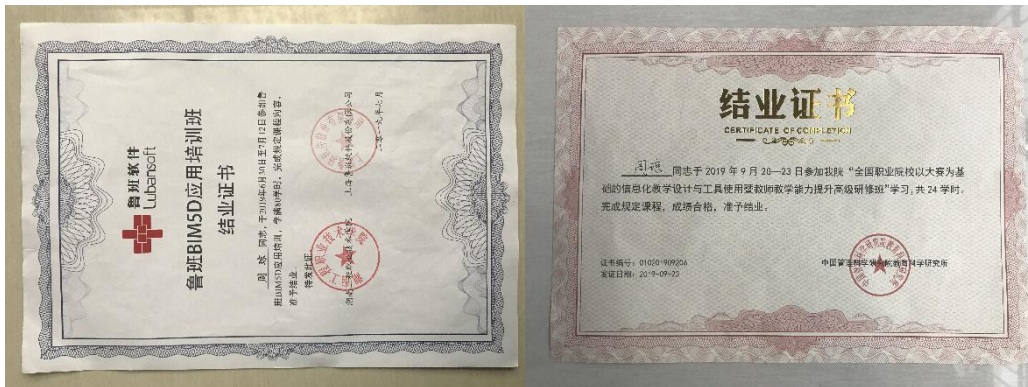 鲁班软件
Lubansoft
鲁班BIM5D应用培训班
结业证书
同志，于2019年6月30日至7月12日参加鲁
班BIM5D应用培训，学满80学时，完成规定课程内容，
准予结业。
特发此证。
二零一九年七月
结业证书
CERTIFICATE OF COMPLETION
同志于 2019 年 9 月 20—23 日参加我院“全国职业院校以大赛为基
础的信息化教学设计与工具使用暨教师教学能力提升高级研修班”学习，共 24 学时。
完成规定课程，成绩合格，准予结业。
证书编号：010201909206
发证日期：2019-09-23
中国管理科学研究院教育科学研究所